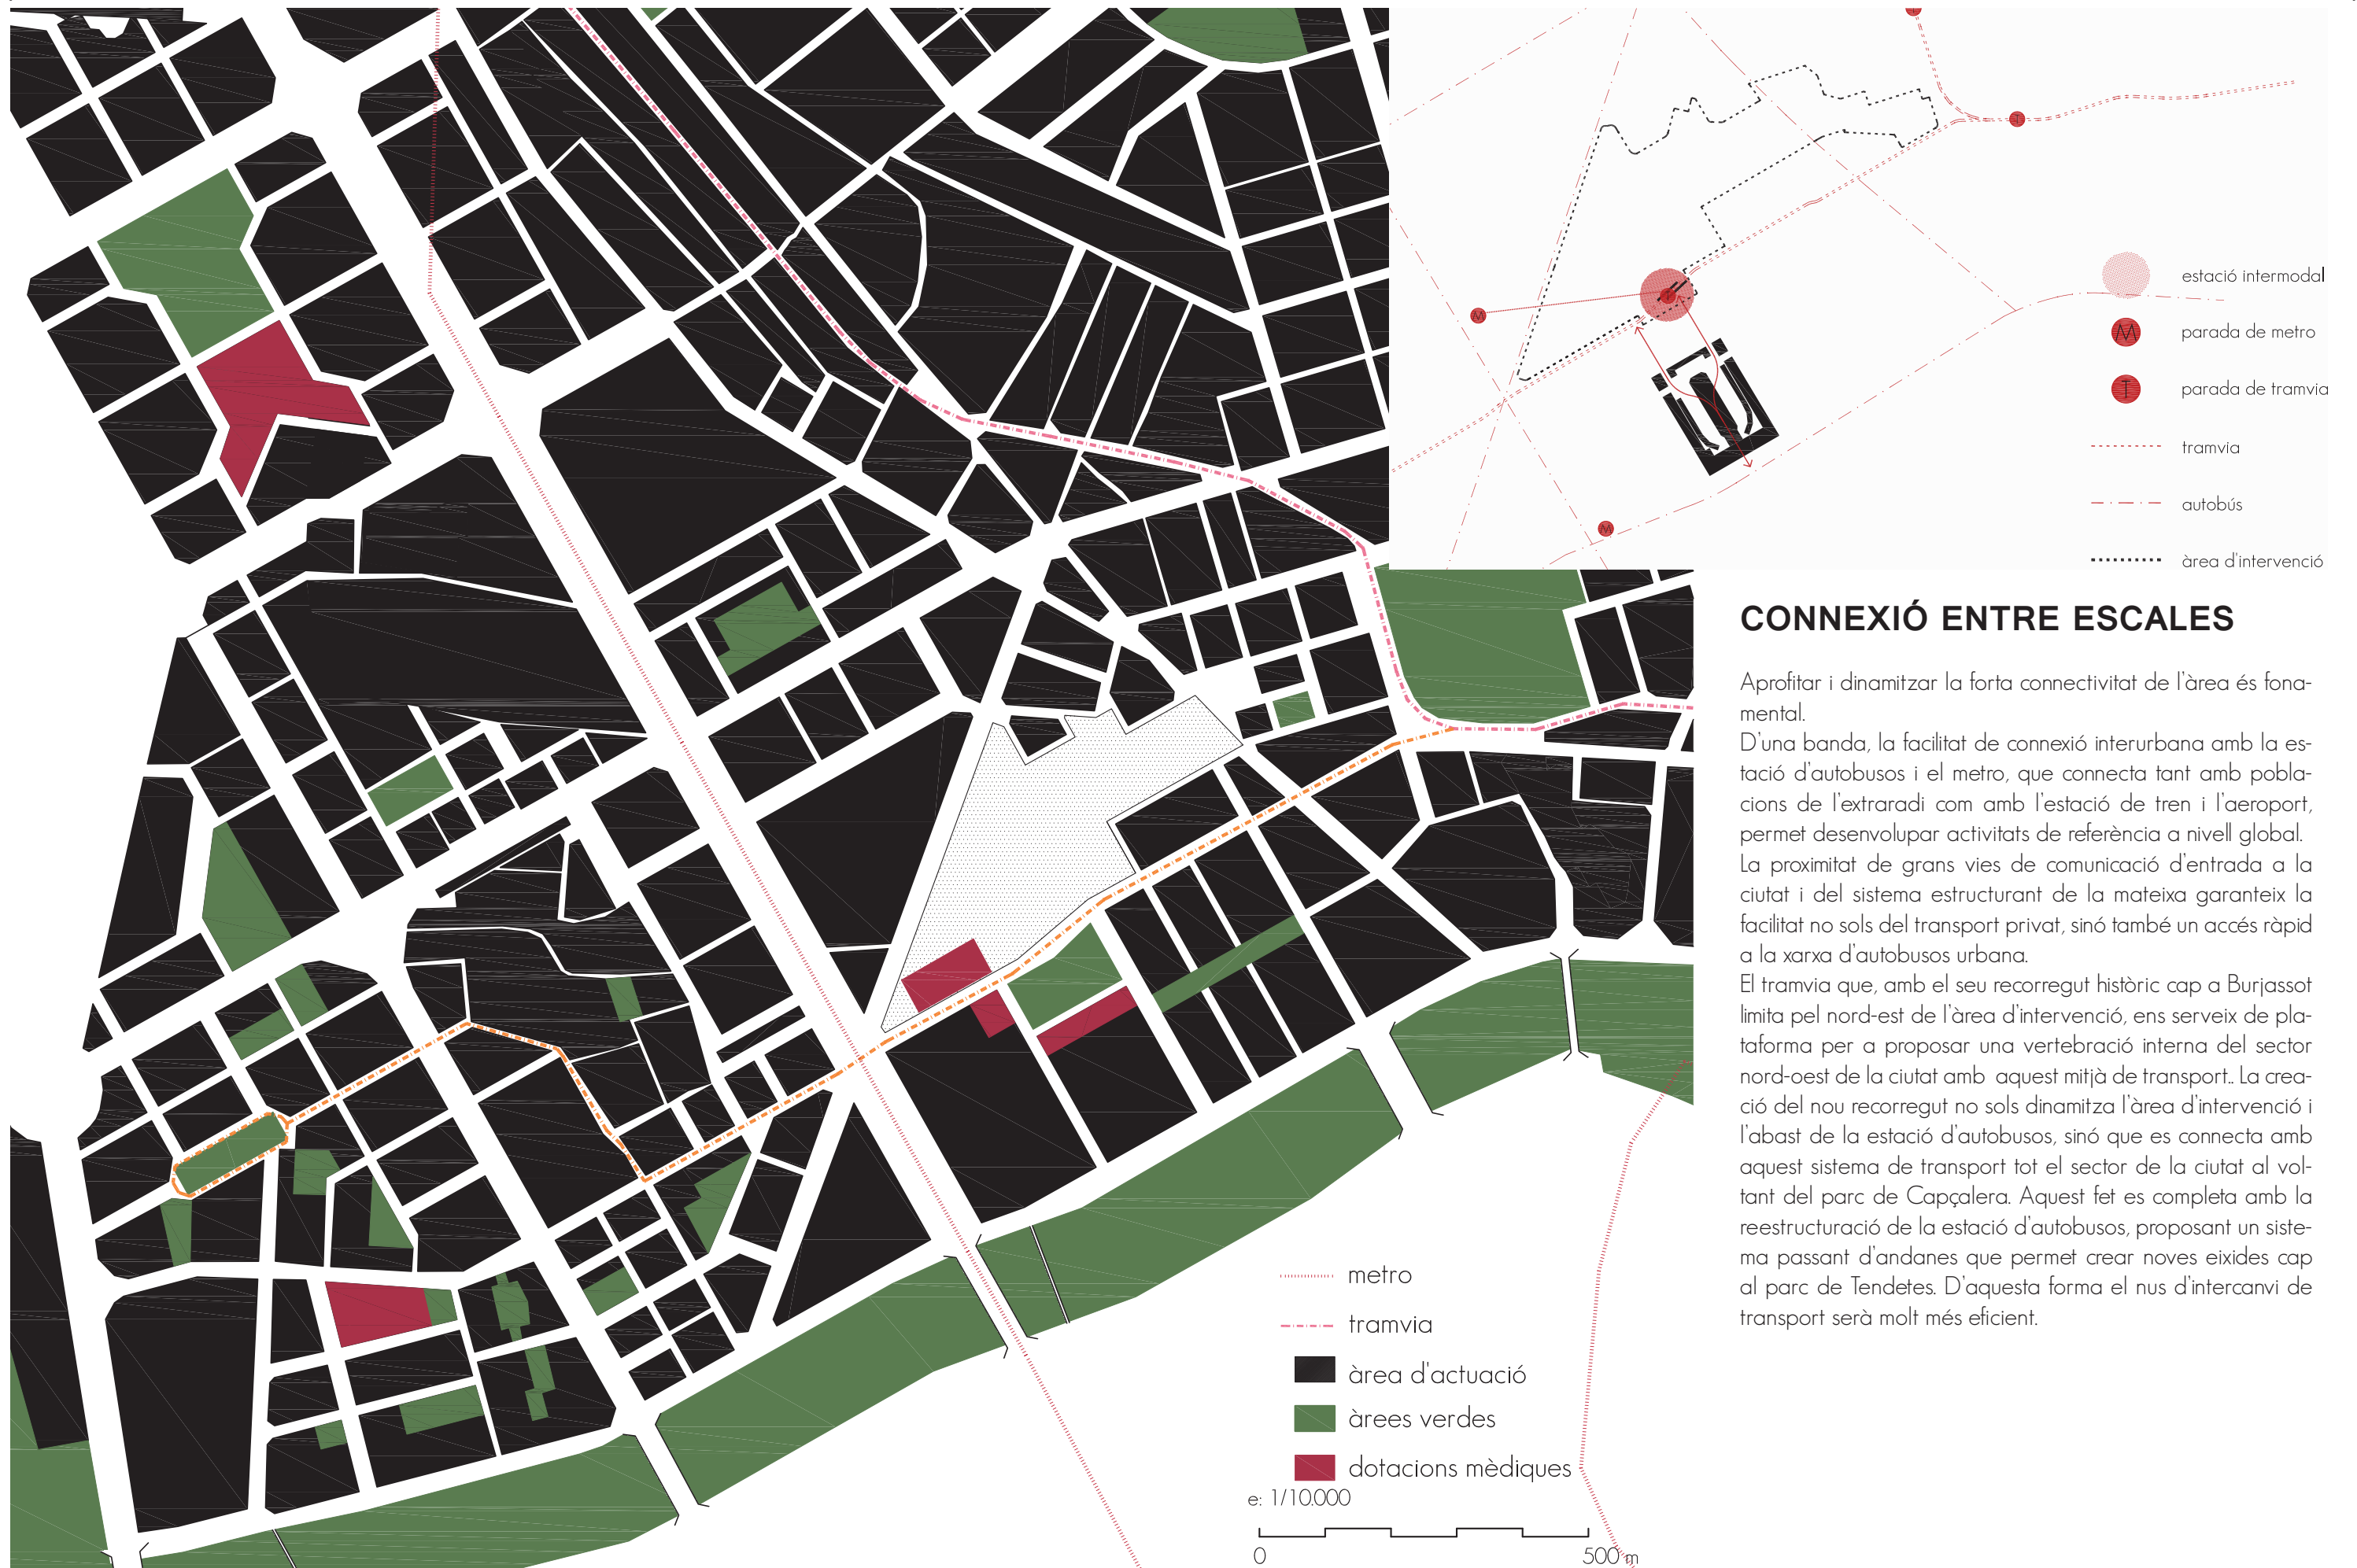 estació intermodal
parada de metro
parada de tramvia
tramvia
autobús
àrea d'intervenció
M
M
T
M
T
CONNEXIÓ ENTRE ESCALES
Aprofitar i dinamitzar la forta connectivitat de l'àrea és fona-
mental.
D'una banda, la facilitat de connexió interurbana amb la es-
tació d'autobusos i el metro, que connecta tant amb pobla-
cions de l'extraradi com amb l'estació de tren i l'aeroport,
permet desenvolupar activitats de referència a nivell global.
La proximitat de grans vies de comunicació d'entrada a la
ciutat i del sistema estructurant de la mateixa garanteix la
facilitat no sols del transport privat, sinó també un accés ràpid
a la xarxa d'autobusos urbana.
El tramvia que, amb el seu recorregut històric cap a Burjassot
limita pel nord-est de l'àrea d'intervenció, ens serveix de pla-
taforma per a proposar una vertebració interna del sector
nord-oest de la ciutat amb aquest mitjà de transport.. La crea-
ció del nou recorregut no sols dinamitza l'àrea d'intervenció i
l'abast de la estació d'autobusos, sinó que es connecta amb
aquest sistema de transport tot el sector de la ciutat al vol-
tant del parc de Capçalera. Aquest fet es completa amb la
reestructuració de la estació d'autobusos, proposant un siste-
ma passant d'andanes que permet crear noves eixides cap
al parc de Tendetes. D'aquesta forma el nus d'intercanvi de
transport serà molt més eficient.
metro
tramvia
àrea d'actuació
àrees verdes
dotacions mèdiques
e: 1/10.000
0 500 m